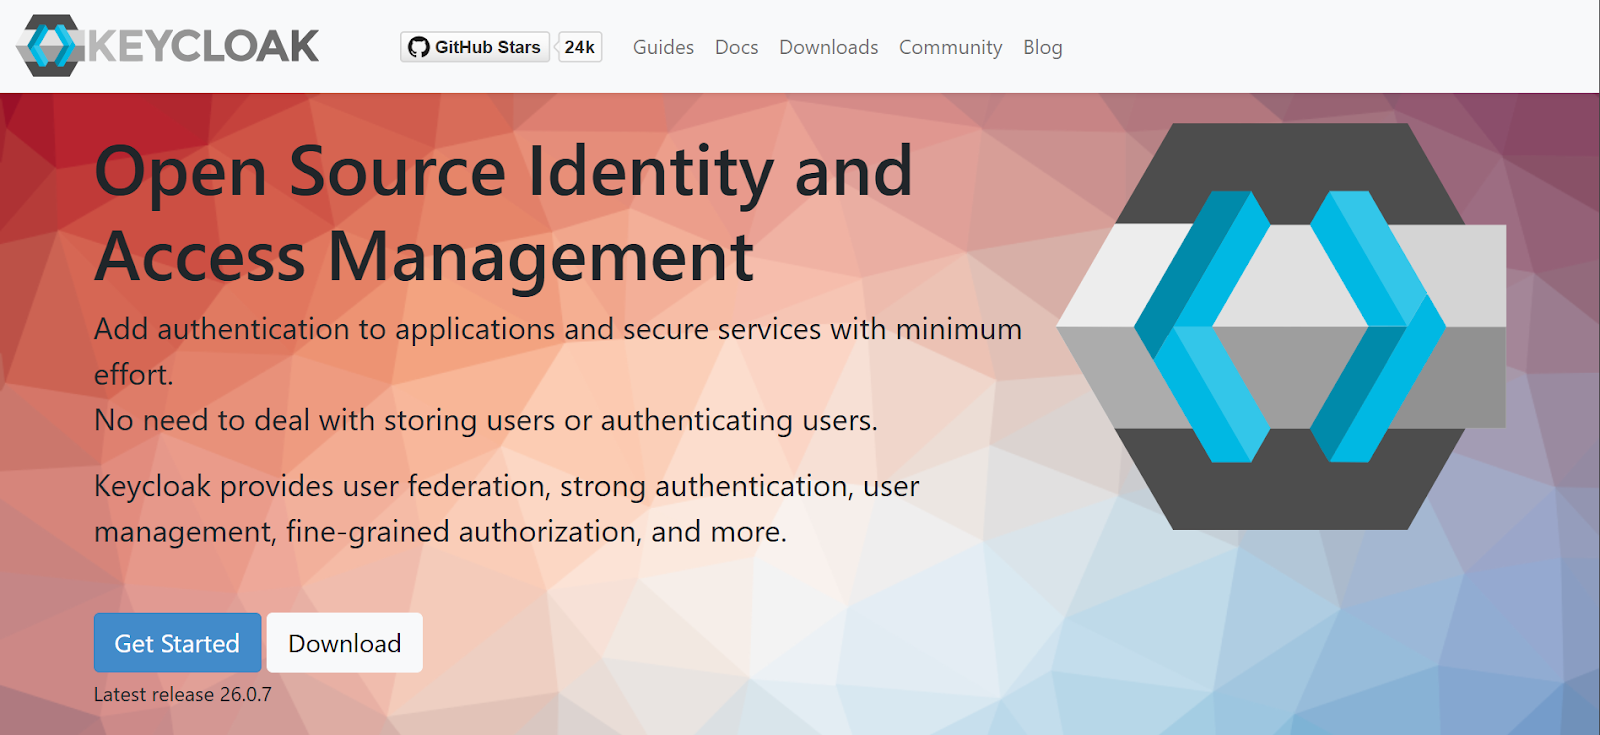 KEYCLOAK
GitHub Stars 24k Guides Docs Downloads Community Blog
Open Source Identity and
Access Management
Add authentication to applications and secure services with minimum
effort.
No need to deal with storing users or authenticating users.
Keycloak provides user federation, strong authentication, user
management, fine-grained authorization, and more.
Get Started Download
Latest release 26.0.7